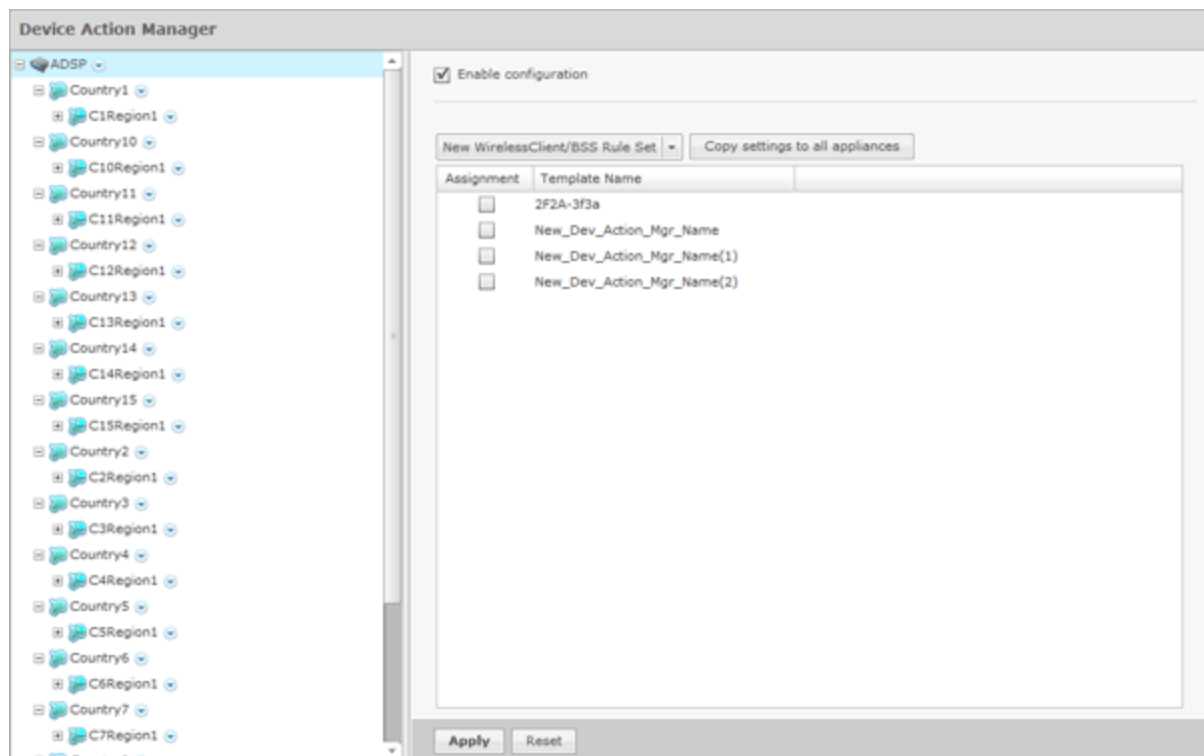 Device Action Manager
ADSP
Country1
C1Region1
Country10
C10Region1
Country11
C11Region1
Country12
C12Region1
Country13
C13Region1
Country14
C14Region1
Country15
C15Region1
Country2
C2Region1
Country3
C3Region1
Country4
C4Region1
Country5
C5Region1
Country6
C6Region1
Country7
C7Region1
Enable configuration
New WirelessClient/BSS Rule Set
Copy settings to all appliances
Assignment Template Name
2F2A-3f3a
New_Dev_Action_Mgr_Name
New_Dev_Action_Mgr_Name(1)
New_Dev_Action_Mgr_Name(2)
Apply Reset